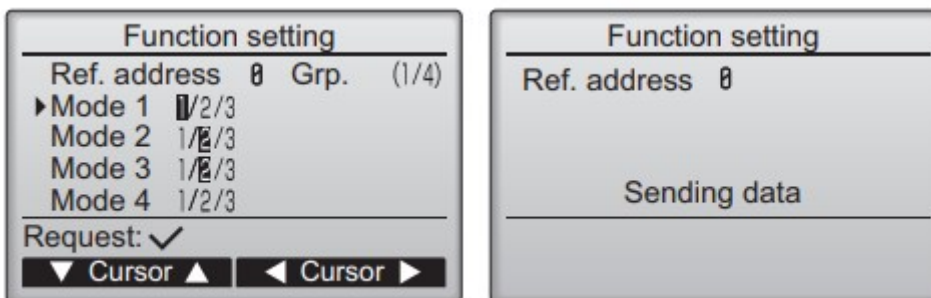 Function setting
Ref. address 0 Grp. (1/4)
Mode 1 1/2/3
Mode 2 1/2/3
Mode 3 1/2/3
Mode 4 1/2/3
Request: ✓
▼ Cursor ▲ ◀ Cursor ▶
Function setting
Ref. address 0
Sending data